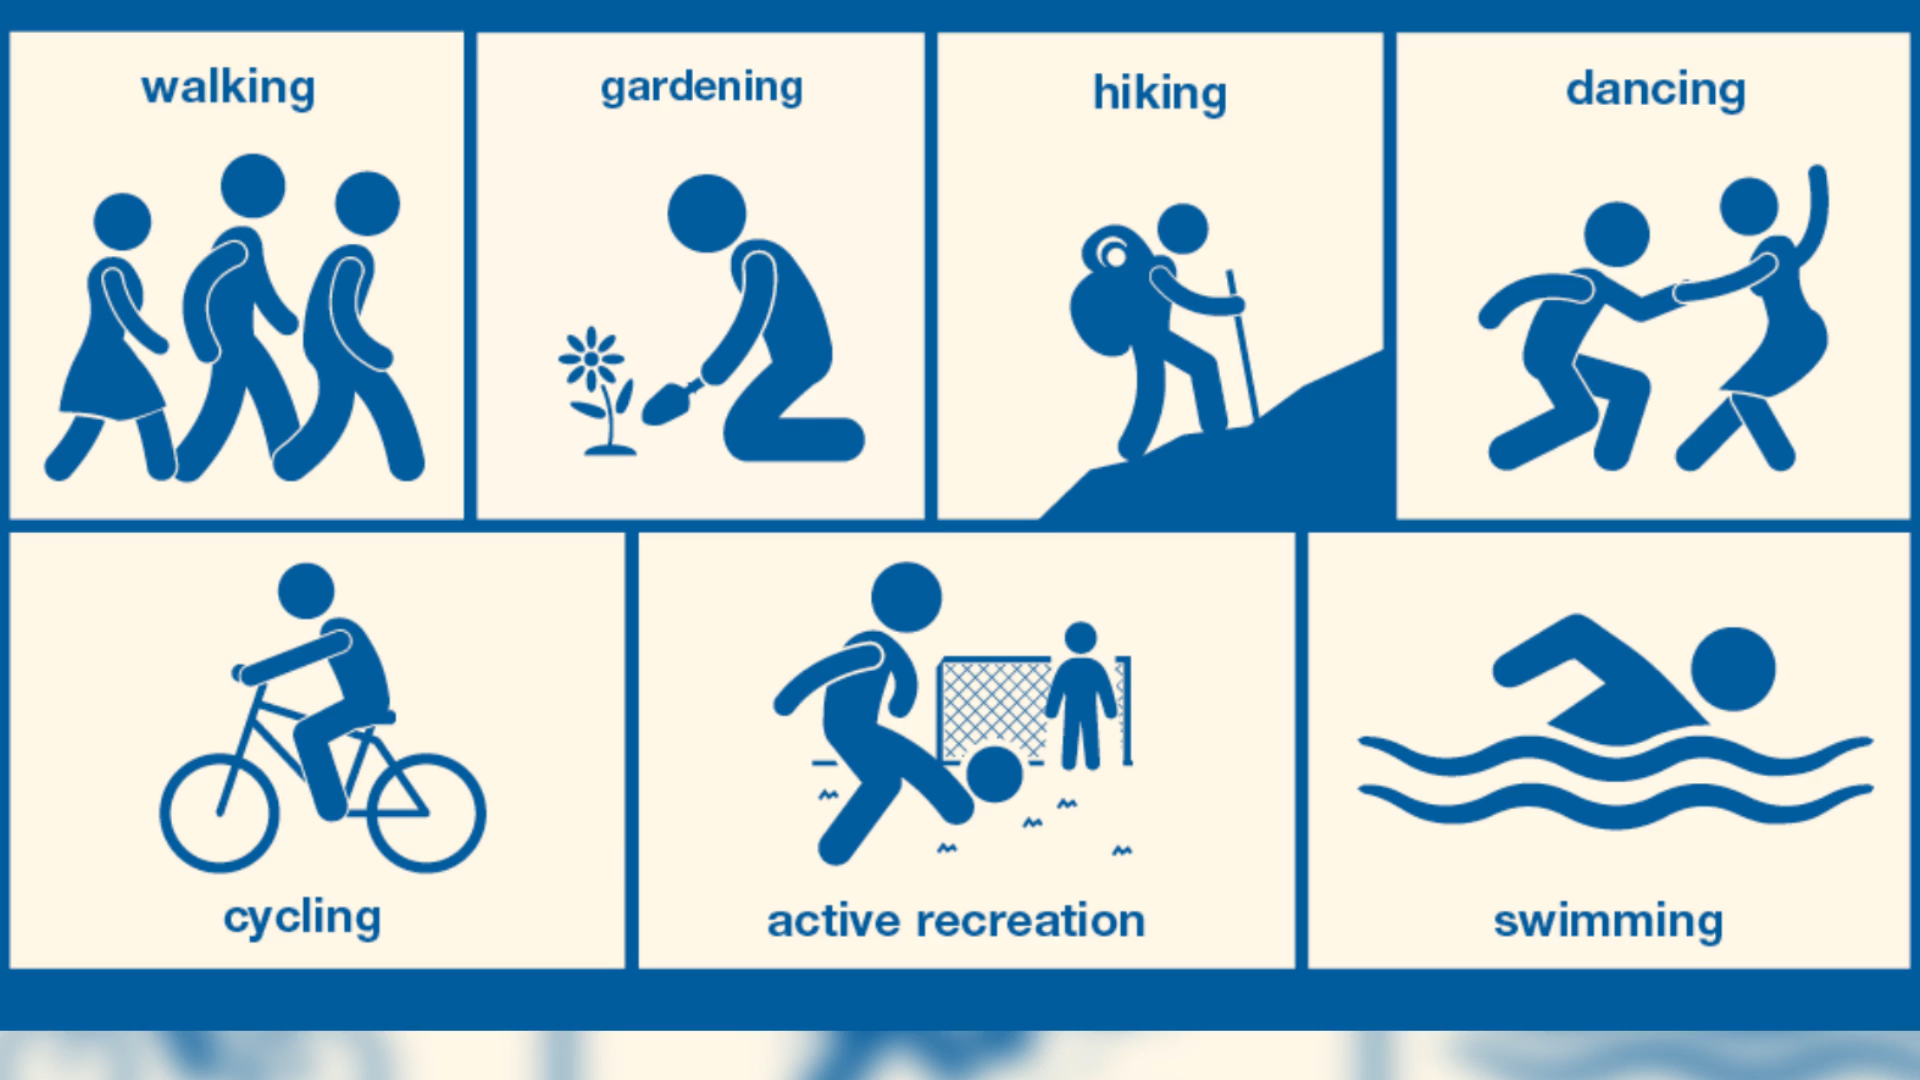 walking
gardening
hiking
dancing
cycling
active recreation
swimming